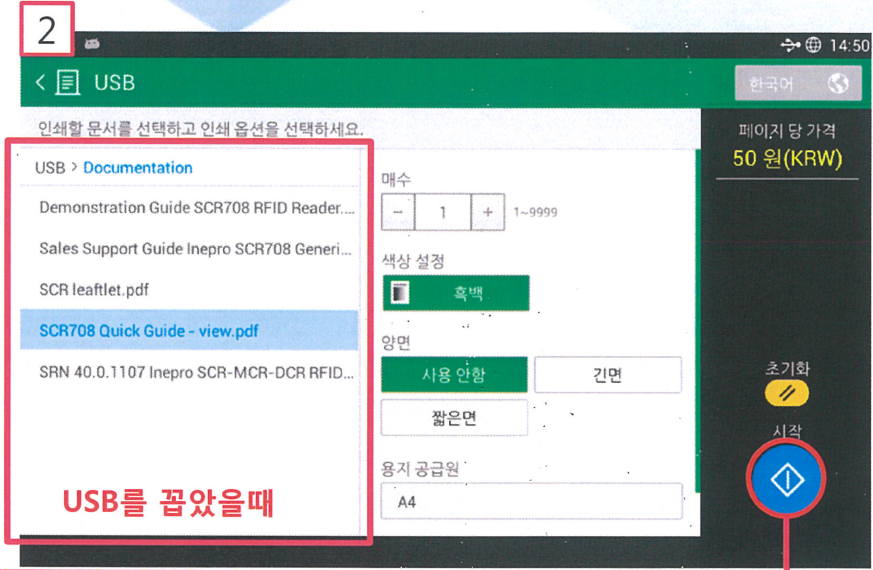 2
14:50
USB
한국어
인쇄할 문서를 선택하고 인쇄 옵션을 선택하세요.
페이지 당 가격
50 원(KRW)
USB > Documentation
Demonstration Guide SCR708 RFID Reader....
Sales Support Guide Inepro SCR708 Generi...
SCR leaftlet.pdf
SCR708 Quick Guide - view.pdf
SRN 40.0.1107 Inepro SCR-MCR-DCR RFID...
USB를 꼽았을때
매수
- 1 + 1~9999
색상 설정
흑백
양면
사용 안함
긴면
짧은면
용지 공급원
A4
초기화
시작